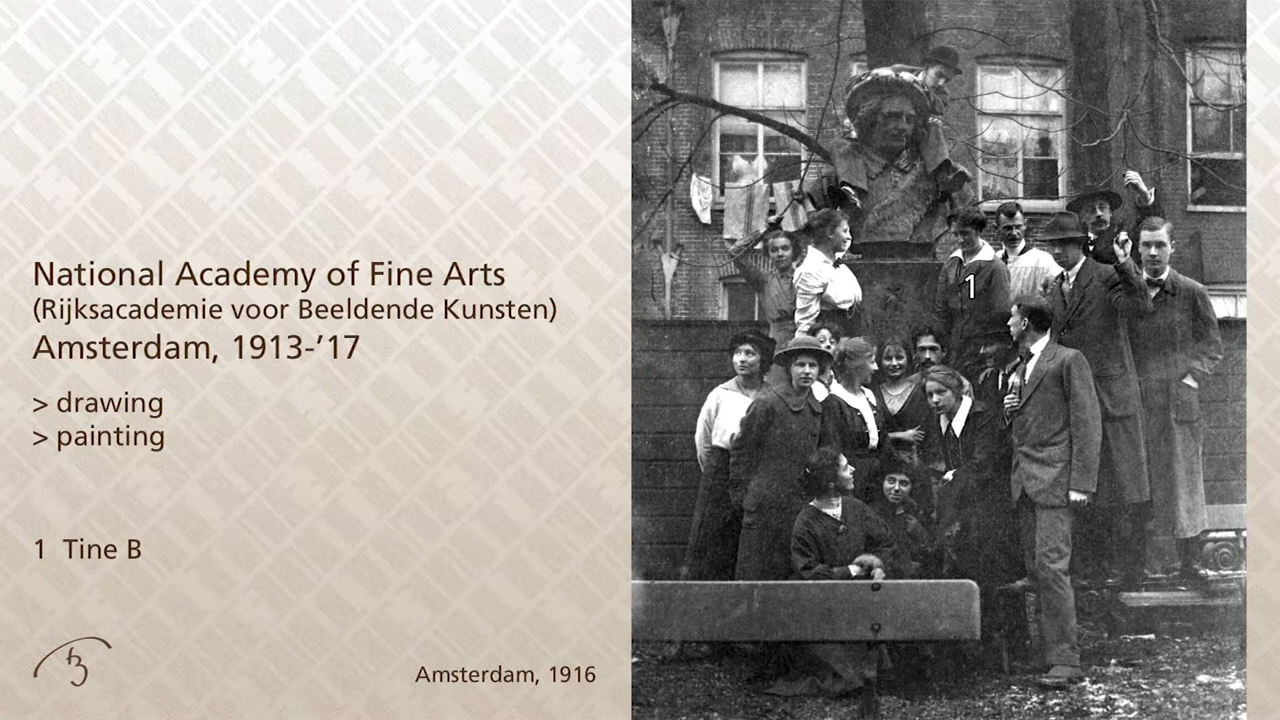 National Academy of Fine Arts
(Rijksacademie voor Beeldende Kunsten)
Amsterdam, 1913-’17
> drawing
> painting
1 Tine B
Amsterdam, 1916
1